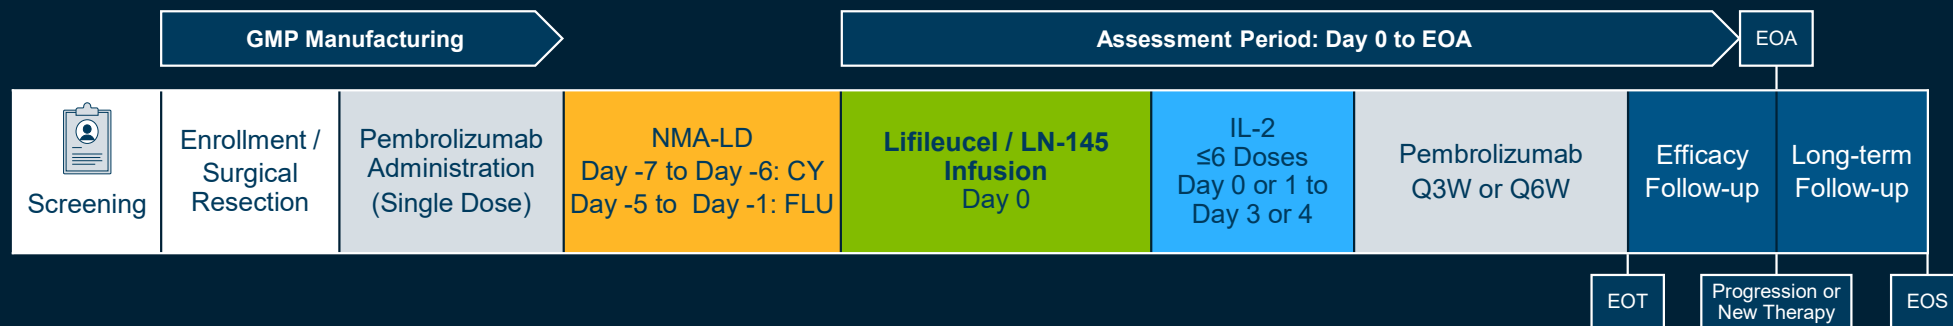 GMP Manufacturing
Assessment Period: Day 0 to EOA
EOA
Screening
Enrollment /
Surgical
Resection
Pembrolizumab
Administration
(Single Dose)
NMA-LD
Day -7 to Day -6: CY
Day -5 to Day -1: FLU
Lifileucel / LN-145
Infusion
Day 0
IL-2
≤6 Doses
Day 0 or 1 to
Day 3 or 4
Pembrolizumab
Q3W or Q6W
Efficacy
Follow-up
Long-term
Follow-up
EOT
Progression or
New Therapy
EOS